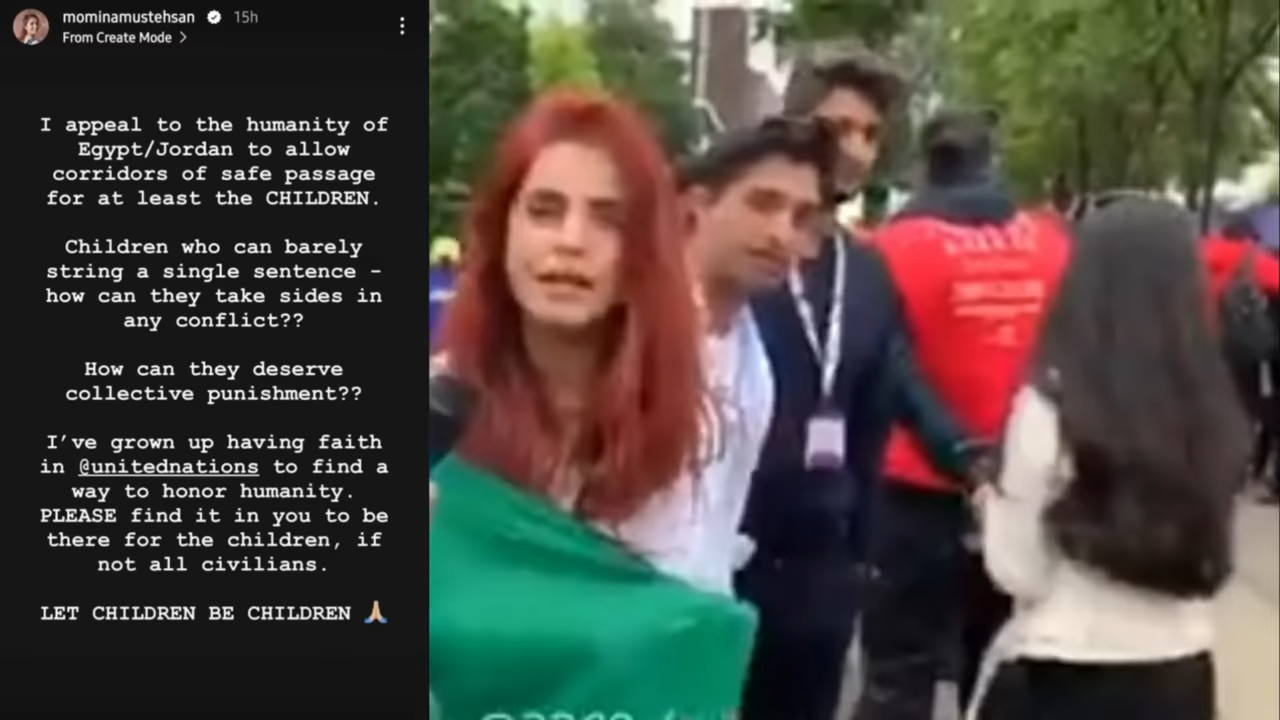 mominamustehsan 15h
From Create Mode >
I appeal to the humanity of
Egypt/Jordan to allow
corridors of safe passage
for at least the CHILDREN.
Children who can barely
string a single sentence -
how can they take sides in
any conflict??
How can they deserve
collective punishment??
I've grown up having faith
in @unitednations to find a
way to honor humanity.
PLEASE find it in you to be
there for the children, if
not all civilians.
LET CHILDREN BE CHILDREN 🙏🏼